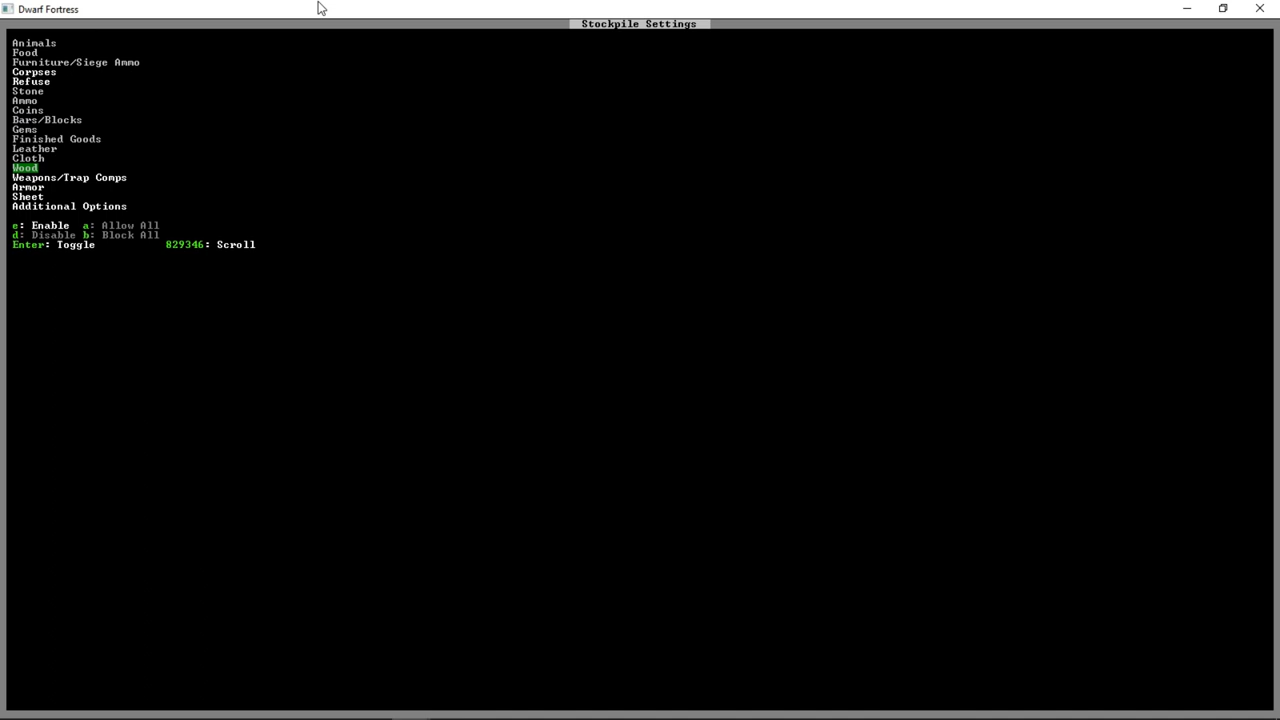 Dwarf Fortress
Stockpile Settings
Animals
Food
Furniture/Siege Ammo
Corpses
Refuse
Stone
Ammo
Coins
Bars/Blocks
Gems
Finished Goods
Leather
Cloth
Wood
Weapons/Trap Comps
Armor
Sheet
Additional Options
e: Enable a: Allow All
d: Disable b: Block All
Enter: Toggle 829346: Scroll